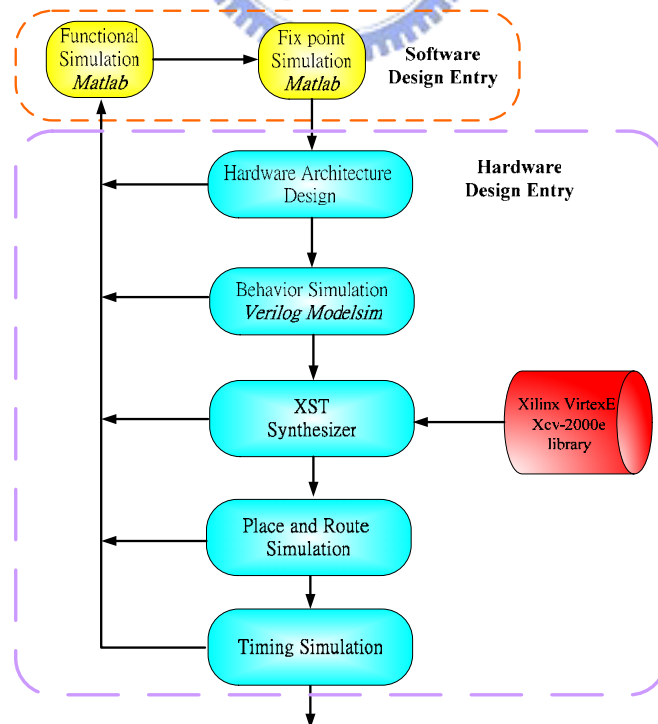 Functional
Simulation
Matlab
Fix point
Simulation
Matlab
Software
Design Entry
Hardware
Design Entry
Hardware Architecture
Design
Behavior Simulation
Verilog Modelsim
XST
Synthesizer
Xilinx VirtexE
Xcv-2000e
library
Place and Route
Simulation
Timing Simulation